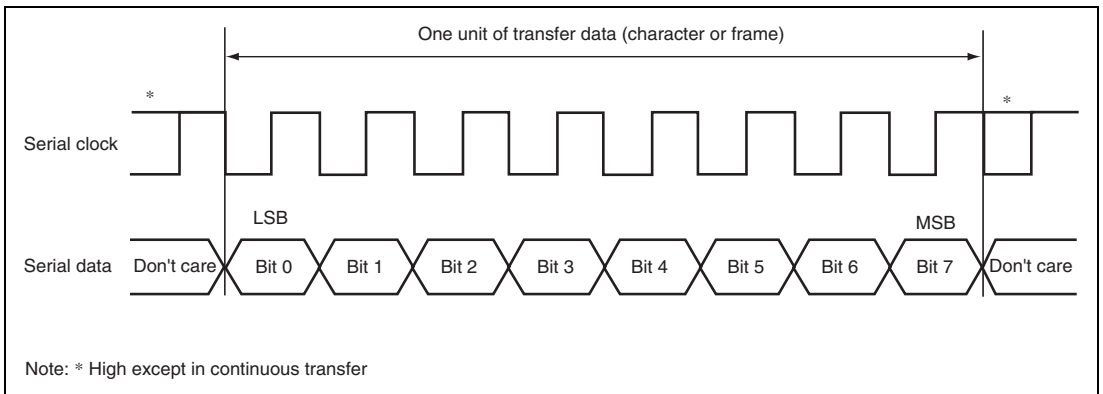 One unit of transfer data (character or frame)
*
*
Serial clock
LSB
MSB
Serial data Don't care Bit 0 Bit 1 Bit 2 Bit 3 Bit 4 Bit 5 Bit 6 Bit 7 Don't care
Note: * High except in continuous transfer